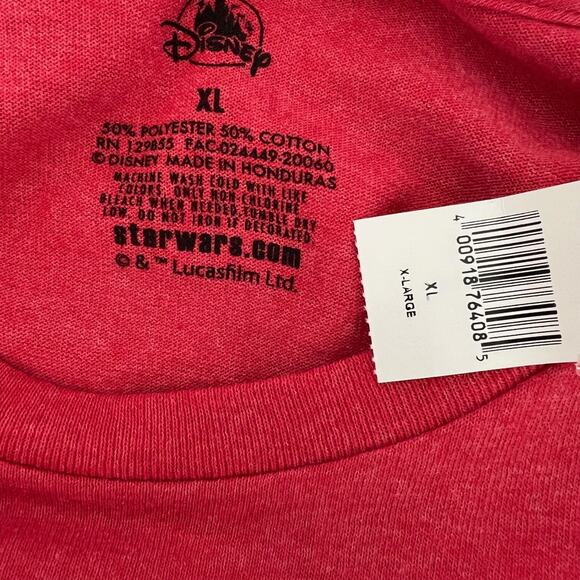 Disney
XL
50% POLYESTER 50% COTTON
RN 129855 FAC-024449-20060
© DISNEY MADE IN HONDURAS
MACHINE WASH COLD WITH LIKE
COLORS, ONLY NON-CHLORINE
BLEACH WHEN NEEDED TUMBLE DRY
LOW, DO NOT IRON IF DECORATED.
starwars.com
© & ™ Lucasfilm Ltd.
XL
X-LARGE
4 00918 76408 5